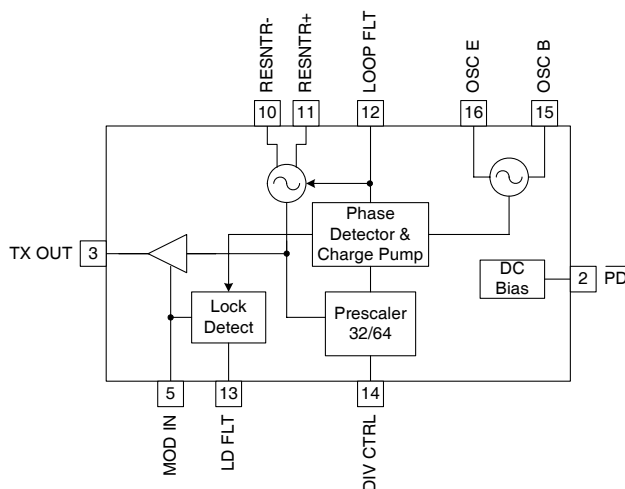 RESNTR-
RESNTR+
LOOP FLT
OSC E
OSC B
10
11
12
16
15
Phase
Detector &
Charge Pump
TX OUT
3
DC
Bias
2
PD
Lock
Detect
Prescaler
32/64
5
13
14
MOD IN
LD FLT
DIV CTRL